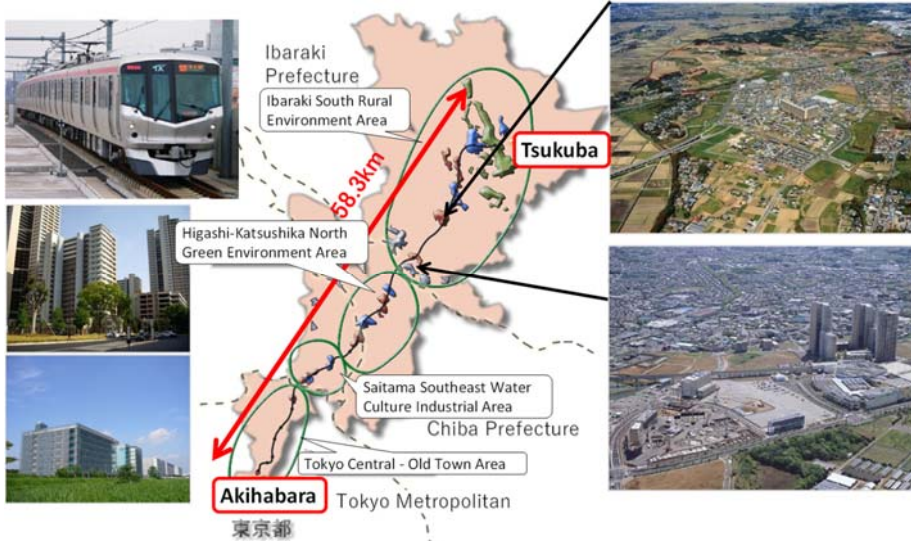 Ibaraki
Prefecture
Ibaraki South Rural
Environment Area
58.3km
Tsukuba
Higashi-Katsushika North
Green Environment Area
Saitama Southeast Water
Culture Industrial Area
Chiba Prefecture
Tokyo Central - Old Town Area
Akihabara
Tokyo Metropolitan
東京都